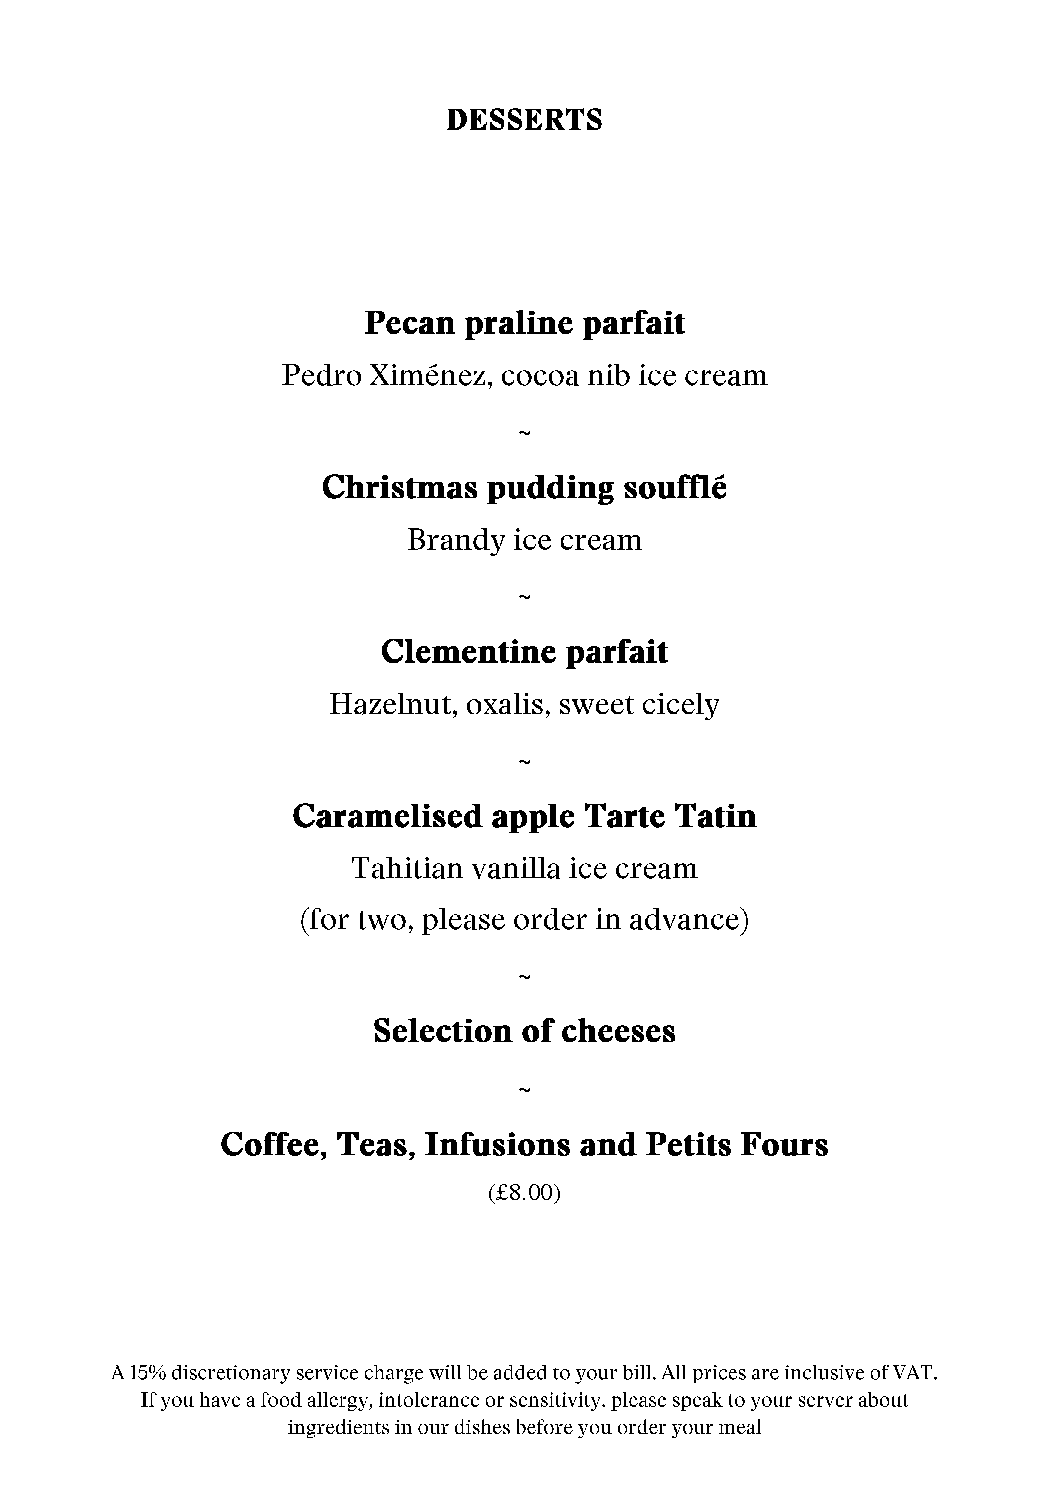 DESSERTS
Pecan praline parfait
Pedro Ximénez, cocoa nib ice cream
~
Christmas pudding soufflé
Brandy ice cream
~
Clementine parfait
Hazelnut, oxalis, sweet cicely
~
Caramelised apple Tarte Tatin
Tahitian vanilla ice cream
(for two, please order in advance)
~
Selection of cheeses
~
Coffee, Teas, Infusions and Petits Fours
(£8.00)
A 15% discretionary service charge will be added to your bill. All prices are inclusive of VAT.
If you have a food allergy, intolerance or sensitivity, please speak to your server about
ingredients in our dishes before you order your meal